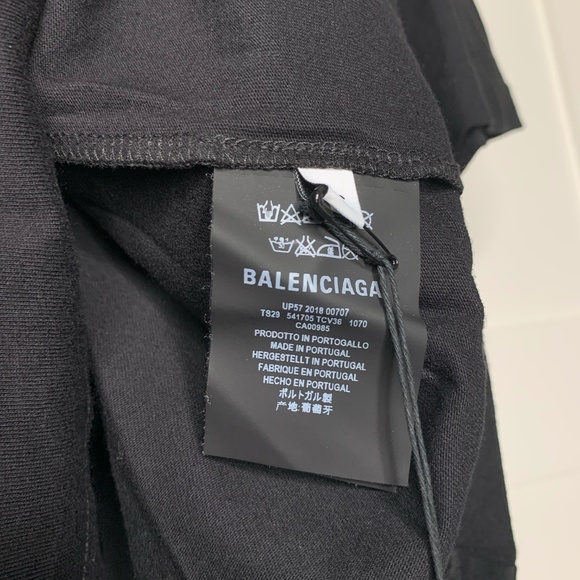 BALENCIAGA
UP57 2018 00707
TS29 541705 TCV36 1070
CA00985
PRODOTTO IN PORTOGALLO
MADE IN PORTUGAL
HERGESTELLT IN PORTUGAL
FABRIQUE EN PORTUGAL
HECHO EN PORTUGAL
ポルトガル製
产地:葡萄牙